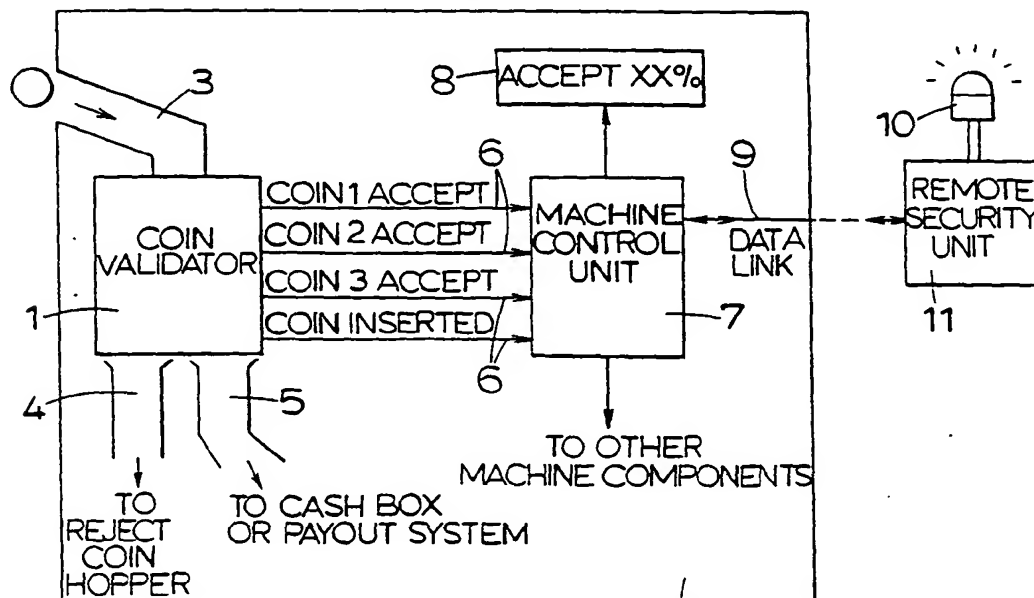 3
8
ACCEPT XX%
10
6
9
COIN 1 ACCEPT
COIN 2 ACCEPT
COIN 3 ACCEPT
COIN INSERTED
COIN
VALIDATOR
1
MACHINE
CONTROL
UNIT
7
DATA
LINK
REMOTE
SECURITY
UNIT
11
6
4
5
TO
REJECT
COIN
HOPPER
TO CASH BOX
OR PAYOUT SYSTEM
TO OTHER
MACHINE COMPONENTS